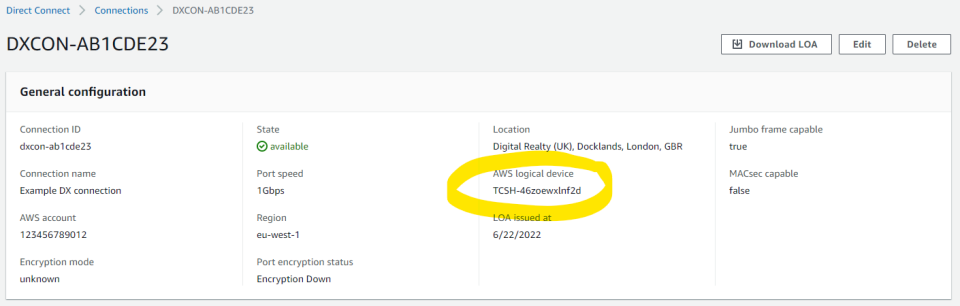 Direct Connect > Connections > DXCON-AB1CDE23
DXCON-AB1CDE23
Download LOA Edit Delete
General configuration
Connection ID
dxcon-ab1cde23
Connection name
Example DX connection
AWS account
123456789012
Encryption mode
unknown
State
available
Port speed
1Gbps
Region
eu-west-1
Port encryption status
Encryption Down
Location
Digital Realty (UK), Docklands, London, GBR
AWS logical device
TCSH-46zoewxlnf2d
LOA issued at
6/22/2022
Jumbo frame capable
true
MACsec capable
false